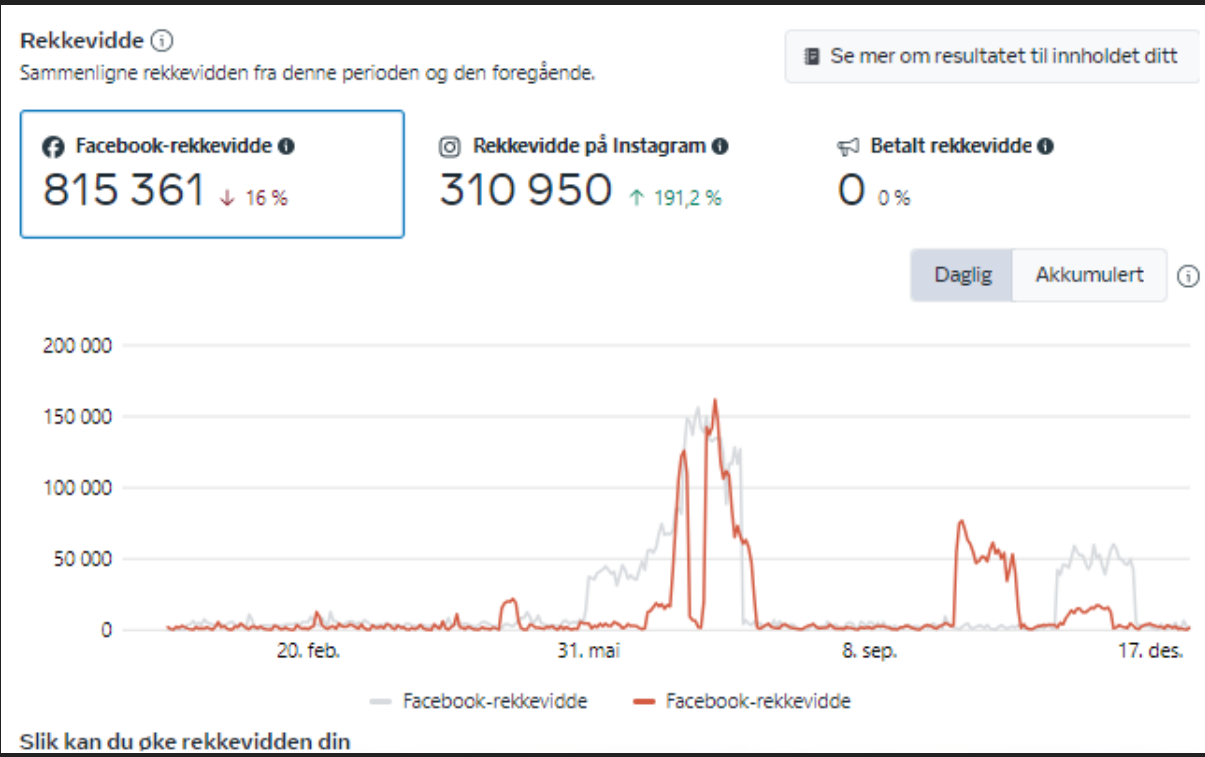 Rekkevidde
Sammenligne rekkevidden fra denne perioden og den foregående.
Se mer om resultatet til innholdet ditt
Facebook-rekkevidde
815 361 ↓ 16 %
Rekkevidde på Instagram
310 950 ↑ 191,2 %
Betalt rekkevidde
0 0 %
Daglig Akkumulert
200 000
150 000
100 000
50 000
0
20. feb. 31. mai 8. sep. 17. des.
Facebook-rekkevidde Facebook-rekkevidde
Slik kan du øke rekkevidden din